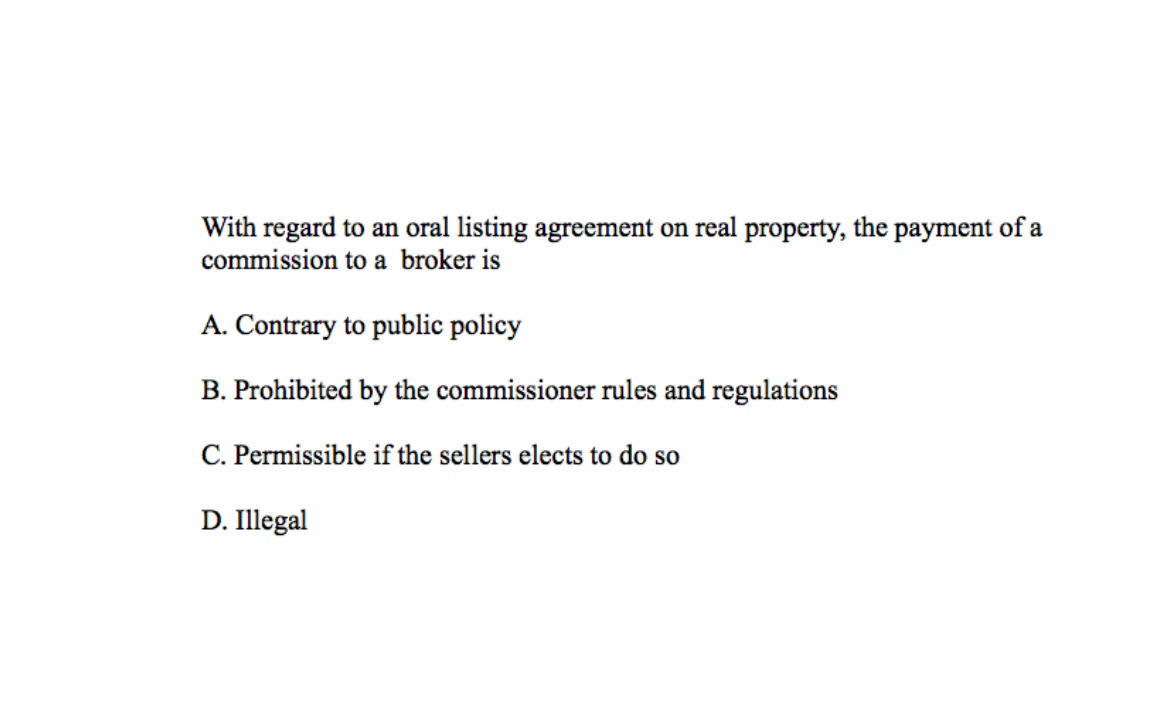 With regard to an oral listing agreement on real property, the payment of a
commission to a  broker is
A. Contrary to public policy
B. Prohibited by the commissioner rules and regulations
C. Permissible if the sellers elects to do so
D. Illegal